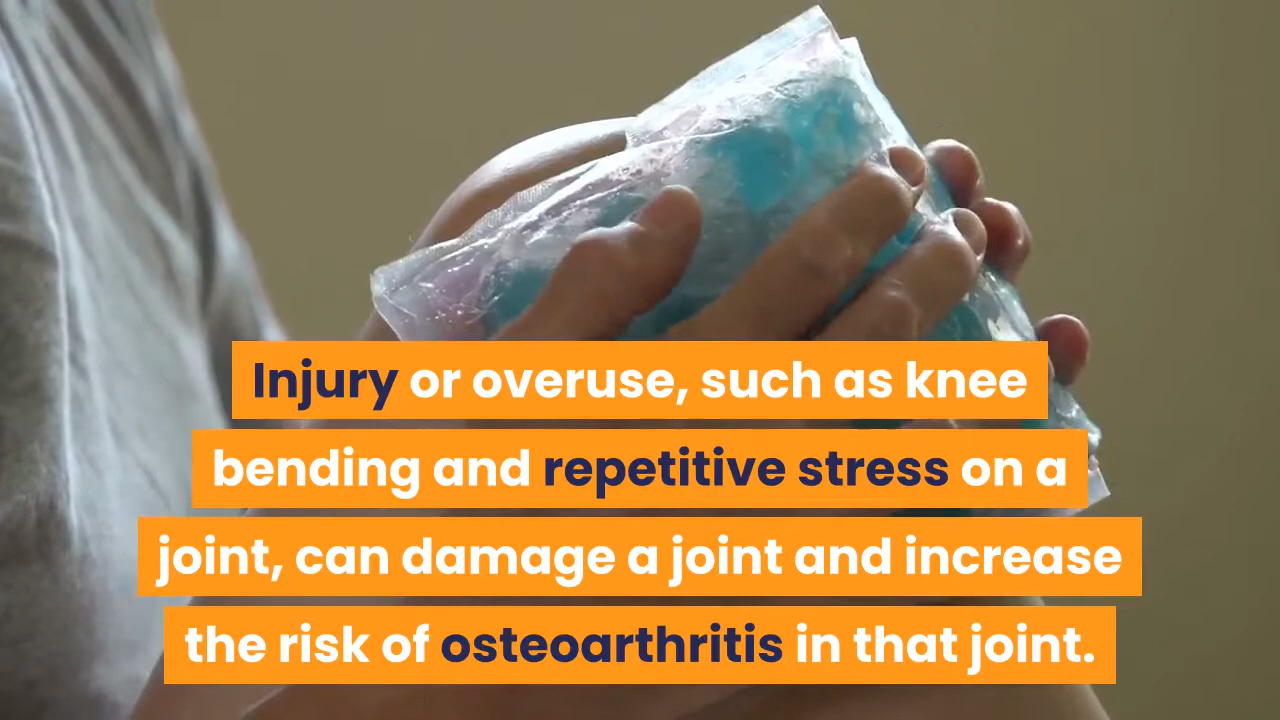 Injury or overuse, such as knee
bending and repetitive stress on a
joint, can damage a joint and increase
the risk of osteoarthritis in that joint.